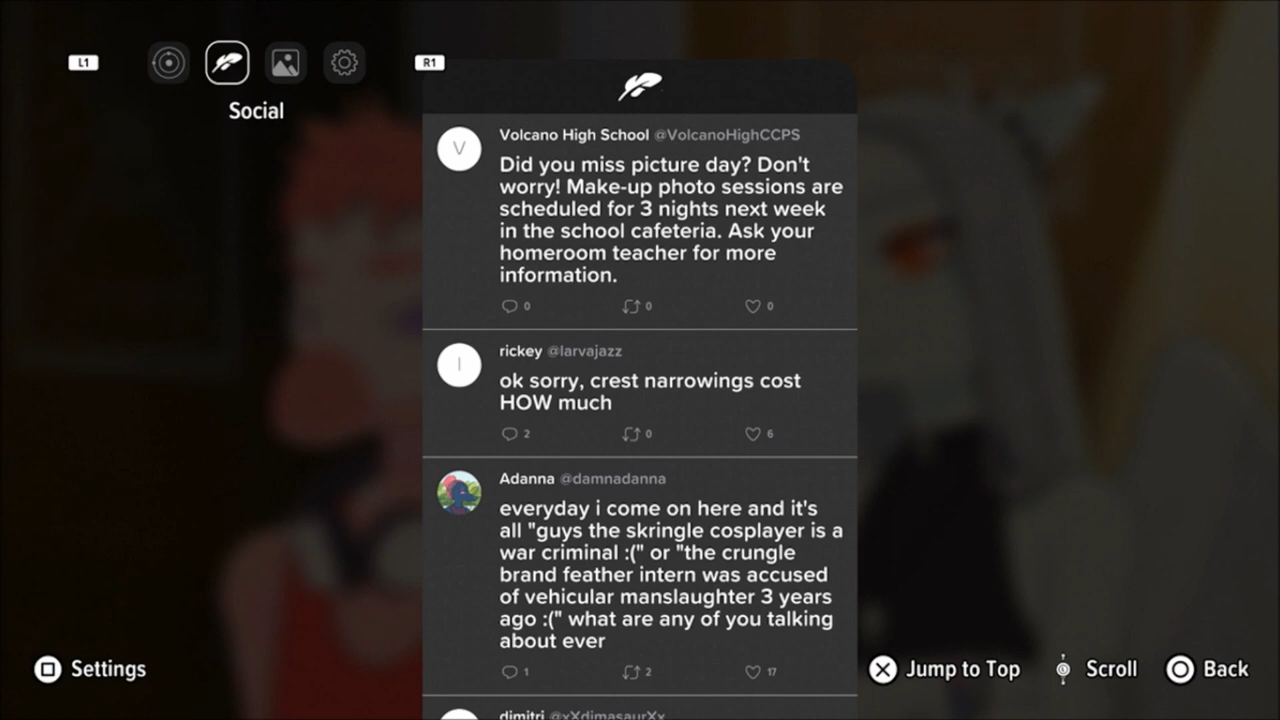 L1
R1
Social
Volcano High School @VolcanoHighCCPS
V
Did you miss picture day? Don't
worry! Make-up photo sessions are
scheduled for 3 nights next week
in the school cafeteria. Ask your
homeroom teacher for more
information.
0 0 0
rickey @larvajazz
l
ok sorry, crest narrowings cost
HOW much
2 0 6
Adanna @damnadanna
everyday i come on here and it's
all "guys the skringle cosplayer is a
war criminal :(" or "the crungle
brand feather intern was accused
of vehicular manslaughter 3 years
ago :(" what are any of you talking
about ever
1 2 17
dimitri @xXdimasaurXx
Settings
Jump to Top
Scroll
Back